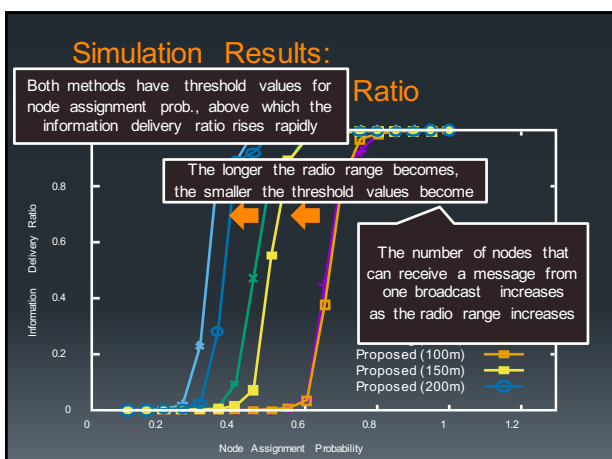 Simulation Results:
Ratio
Both methods have threshold values for
node assignment prob., above which the
information delivery ratio rises rapidly
The longer the radio range becomes,
the smaller the threshold values become
The number of nodes that
can receive a message from
one broadcast increases
as the radio range increases
Proposed (100m)
Proposed (150m)
Proposed (200m)
Information Delivery Ratio
0.8
0.6
0.4
0.2
0
0 0.2 0.4 0.6 0.8 1 1.2
Node Assignment Probability